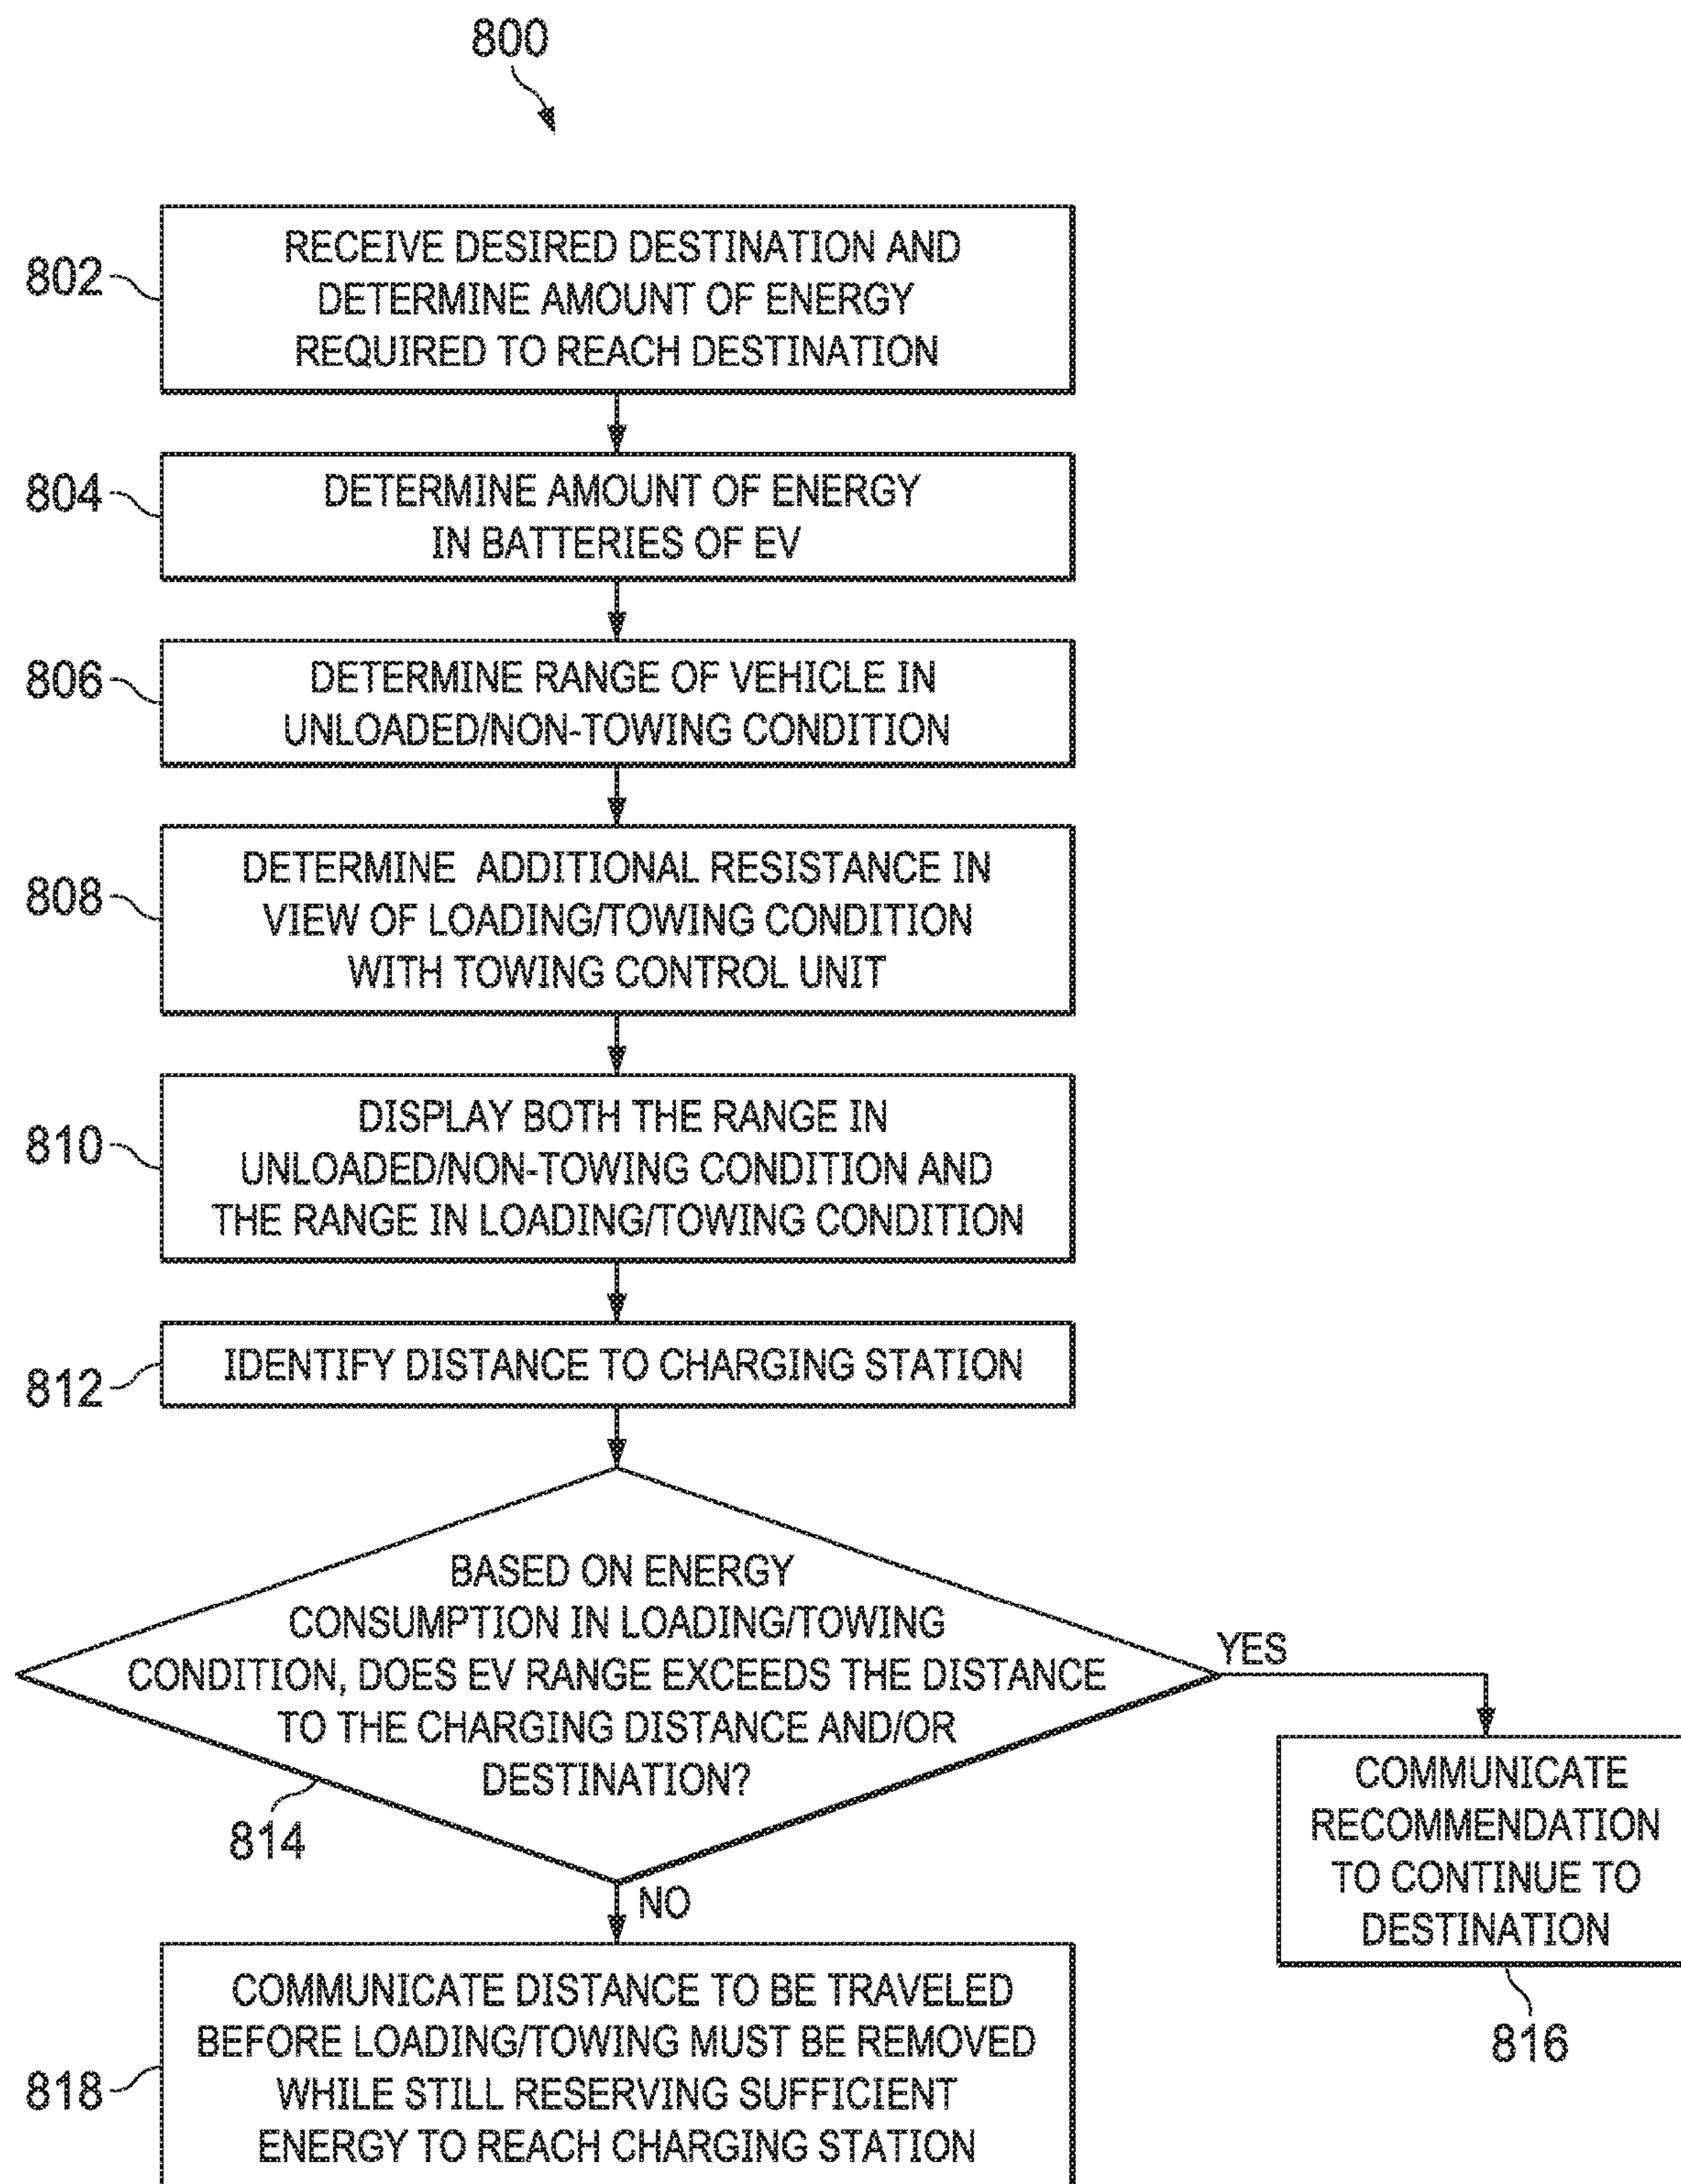 800
802
RECEIVE DESIRED DESTINATION AND
DETERMINE AMOUNT OF ENERGY
REQUIRED TO REACH DESTINATION
804
DETERMINE AMOUNT OF ENERGY
IN BATTERIES OF EV
806
DETERMINE RANGE OF VEHICLE IN
UNLOADED/NON-TOWING CONDITION
808
DETERMINE ADDITIONAL RESISTANCE IN
VIEW OF LOADING/TOWING CONDITION
WITH TOWING CONTROL UNIT
810
DISPLAY BOTH THE RANGE IN
UNLOADED/NON-TOWING CONDITION AND
THE RANGE IN LOADING/TOWING CONDITION
812
IDENTIFY DISTANCE TO CHARGING STATION
BASED ON ENERGY
CONSUMPTION IN LOADING/TOWING
CONDITION, DOES EV RANGE EXCEEDS THE DISTANCE
TO THE CHARGING DISTANCE AND/OR
DESTINATION?
814
YES
COMMUNICATE
RECOMMENDATION
TO CONTINUE TO
DESTINATION
816
NO
818
COMMUNICATE DISTANCE TO BE TRAVELED
BEFORE LOADING/TOWING MUST BE REMOVED
WHILE STILL RESERVING SUFFICIENT
ENERGY TO REACH CHARGING STATION